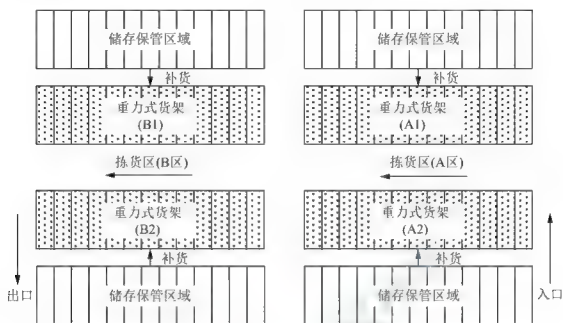 储存保管区域
储存保管区域
补货
补货
重力式货架
(B1)
重力式货架
(A1)
拣货区(B区)
拣货区(A区)
重力式货架
(B2)
重力式货架
(A2)
补货
补货
出口
储存保管区域
储存保管区域
入口